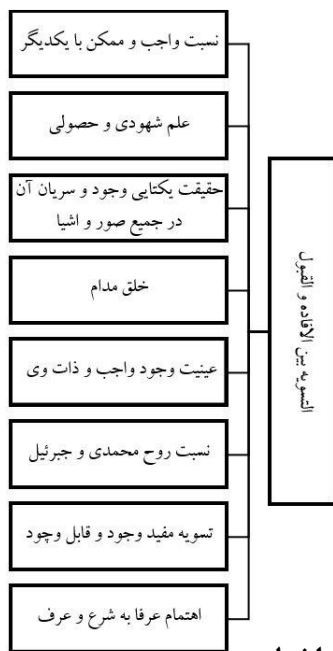 التسویه بین الافاده و القبول
نسبت واجب و ممکن با یکدیگر
علم شهودی و حصولی
حقیقت یکتایی وجود و سریان آن
در جمیع صور و اشیا
خلق مدام
عینیت وجود واجب و ذات وی
نسبت روح محمدی و جبرئیل
تسویه مفید وجود و قابل وچود
اهتمام عرفا به شرع و عرف